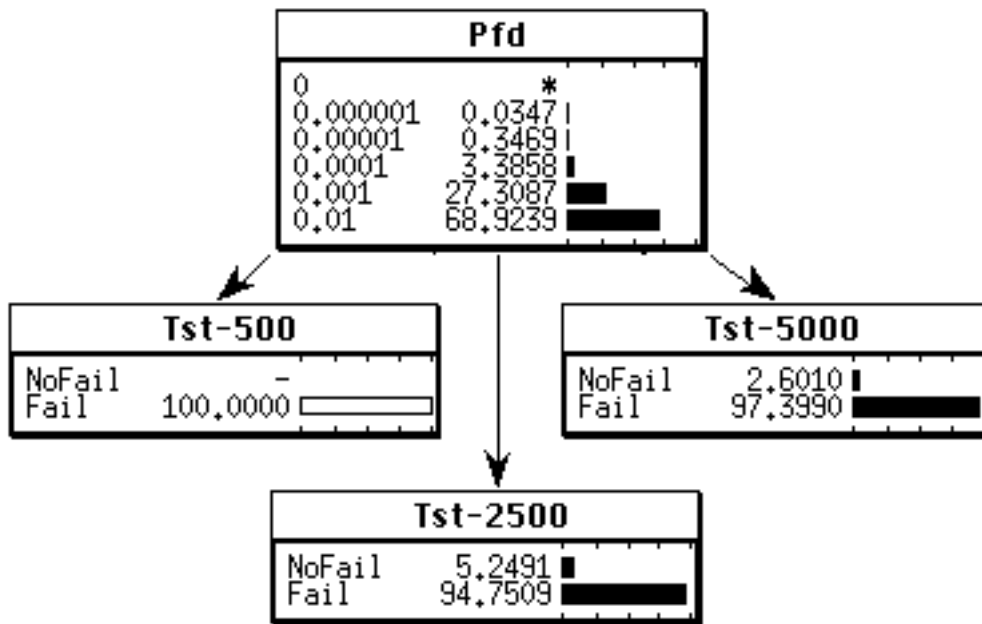 Pfd
0 *
0.000001 0.0347
0.00001 0.3469
0.0001 3.3858
0.001 27.3087
0.01 68.9239
Tst-500
NoFail -
Fail 100.0000
Tst-5000
NoFail 2.6010
Fail 97.3990
Tst-2500
NoFail 5.2491
Fail 94.7509